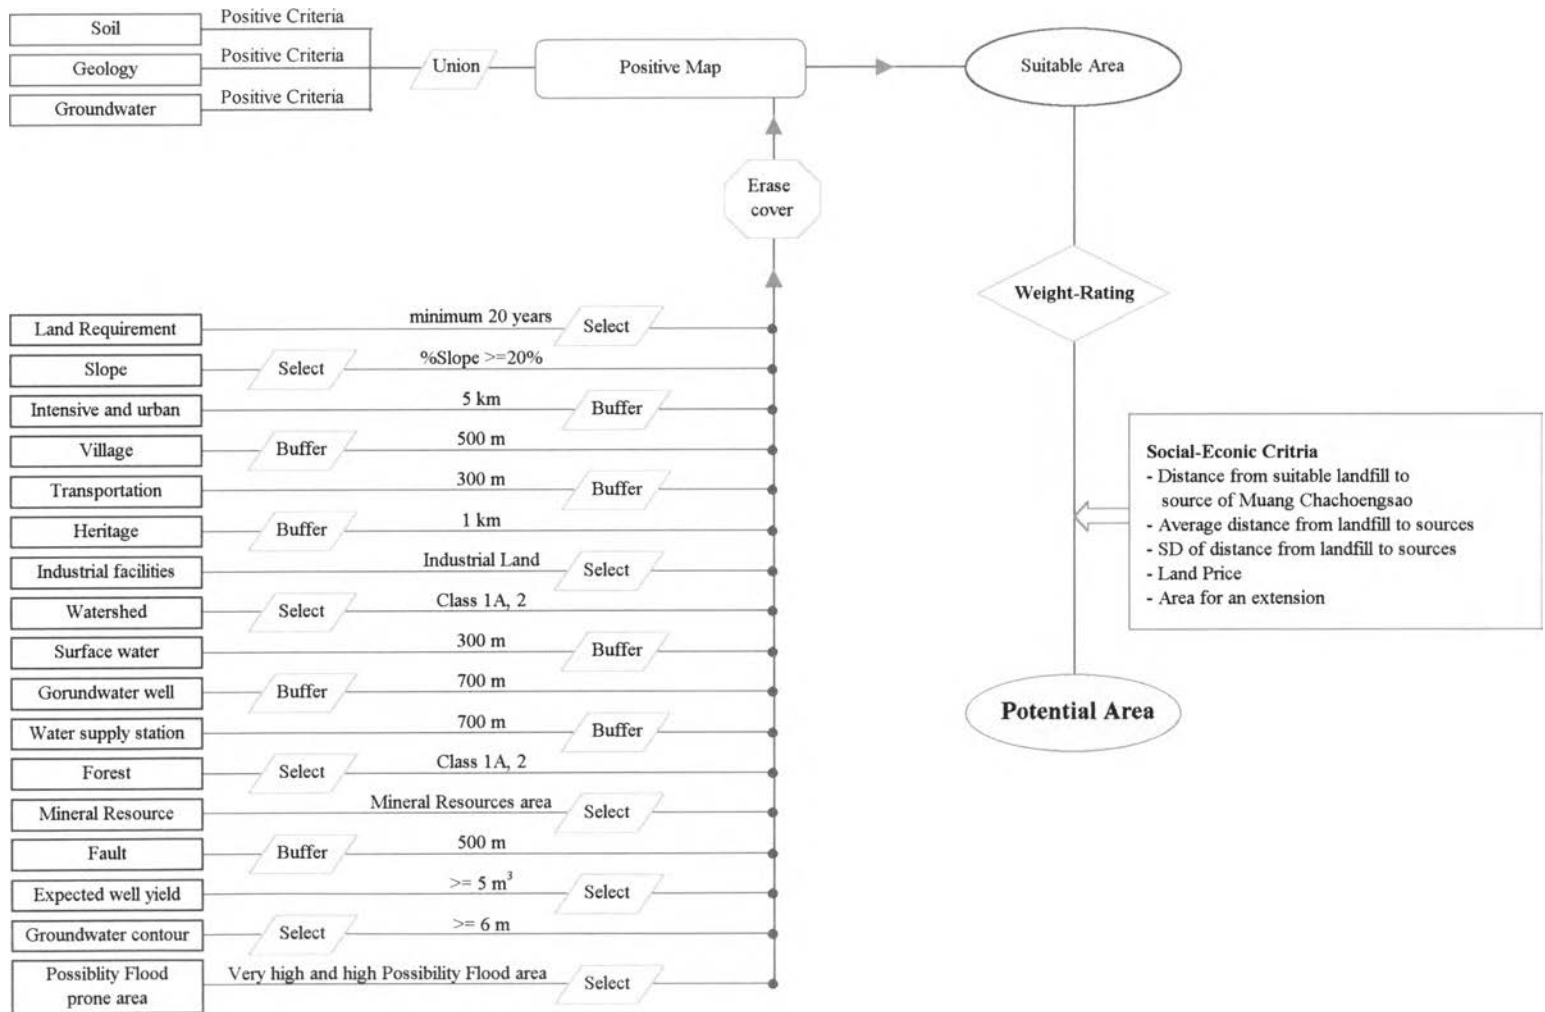 Soil
Positive Criteria
Geology
Positive Criteria
Groundwater
Positive Criteria
Union
Positive Map
Suitable Area
Erase
cover
Weight-Rating
Land Requirement
minimum 20 years
Select
Slope
Select
%Slope >=20%
Intensive and urban
5 km
Buffer
Village
Buffer
500 m
Transportation
300 m
Buffer
Heritage
Buffer
1 km
Industrial facilities
Industrial Land
Select
Watershed
Select
Class 1A, 2
Surface water
300 m
Buffer
Gorundwater well
Buffer
700 m
Water supply station
700 m
Buffer
Forest
Select
Class 1A, 2
Mineral Resource
Mineral Resources area
Select
Fault
Buffer
500 m
Expected well yield
>= 5 m³
Select
Groundwater contour
Select
>= 6 m
Possiblity Flood
prone area
Very high and high Possibility Flood area
Select
Social-Econic Critria
- Distance from suitable landfill to
source of Muang Chachoengsao
- Average distance from landfill to sources
- SD of distance from landfill to sources
- Land Price
- Area for an extension
Potential Area